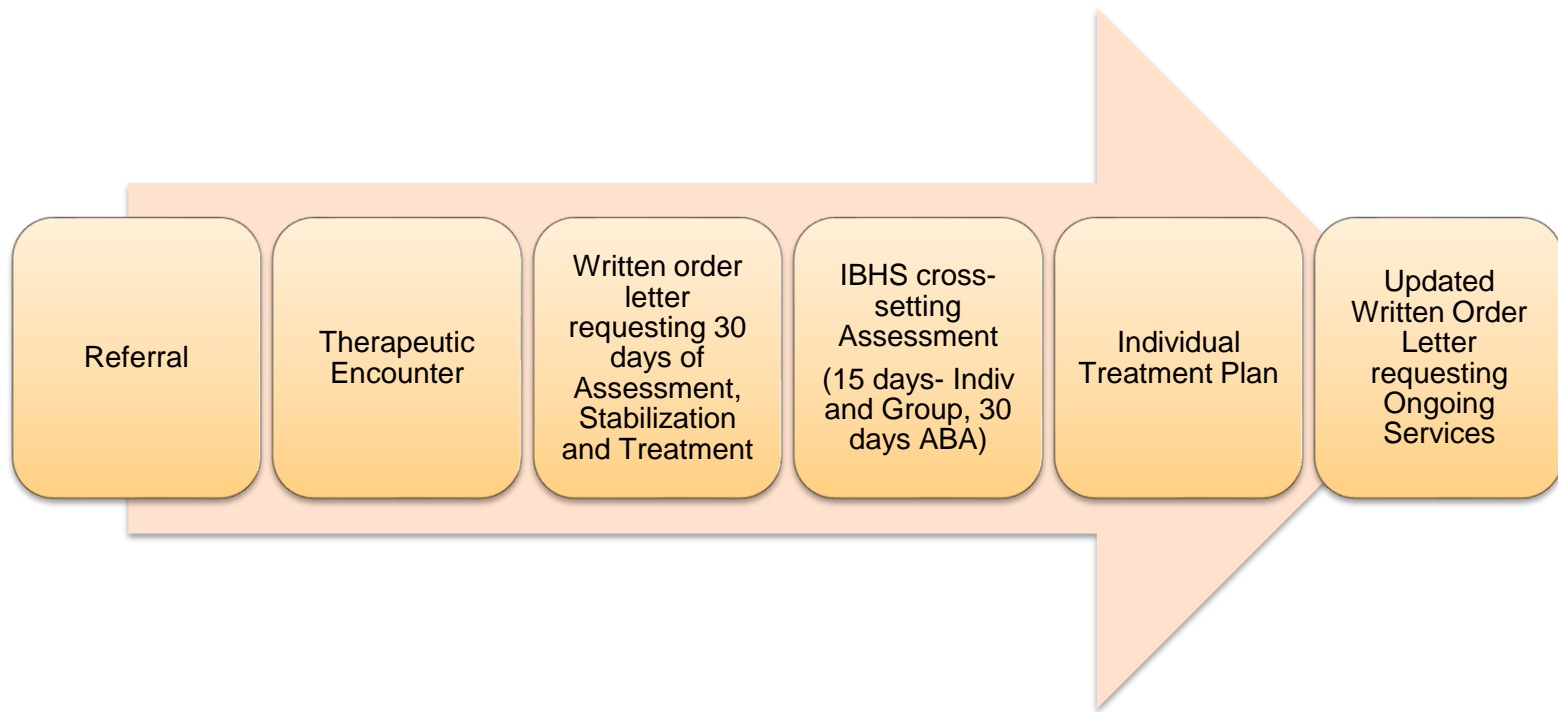 Referral
Therapeutic
Encounter
Written order
letter
requesting 30
days of
Assessment,
Stabilization
and Treatment
IBHS cross-
setting
Assessment
(15 days- Indiv
and Group, 30
days ABA)
Individual
Treatment Plan
Updated
Written Order
Letter
requesting
Ongoing
Services